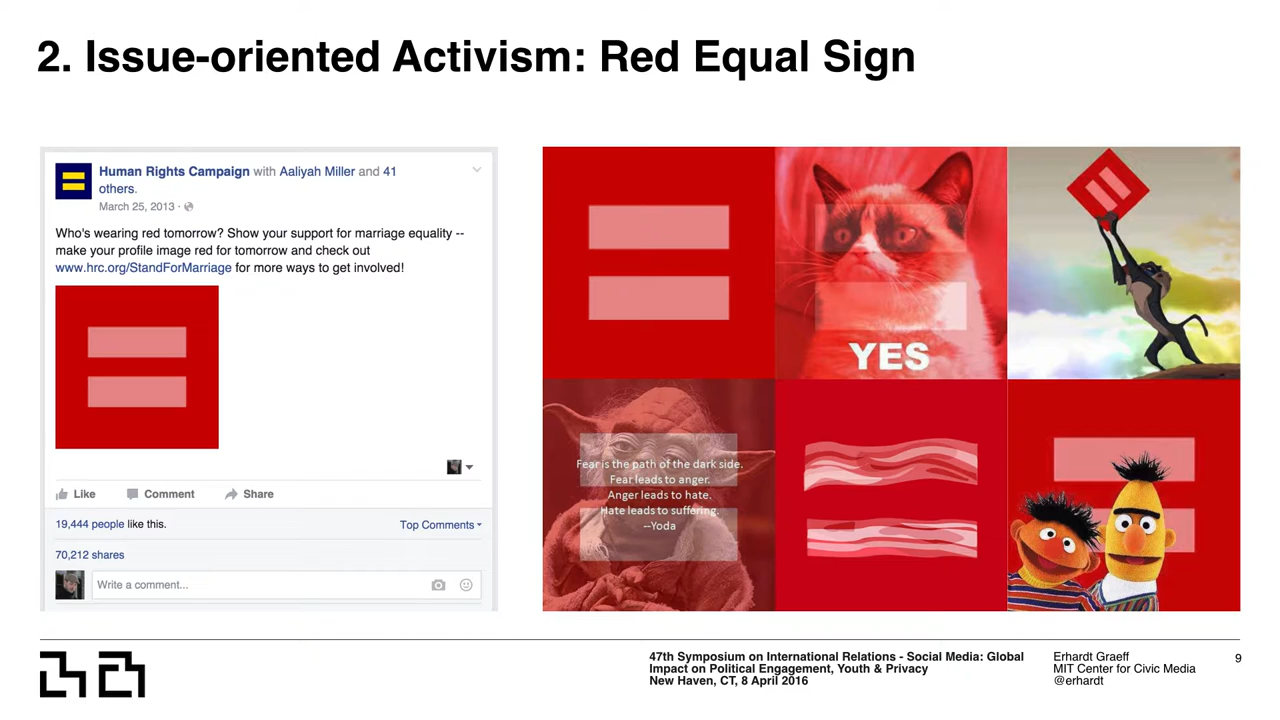 2. Issue-oriented Activism: Red Equal Sign
Human Rights Campaign with Aaliyah Miller and 41
others.
March 25, 2013 ·
Who's wearing red tomorrow? Show your support for marriage equality --
make your profile image red for tomorrow and check out
www.hrc.org/StandForMarriage for more ways to get involved!
Like Comment Share
19,444 people like this.
Top Comments
70,212 shares
Write a comment...
YES
Fear is the path of the dark side.
Fear leads to anger.
Anger leads to hate.
Hate leads to suffering.
--Yoda
47th Symposium on International Relations - Social Media: Global
Impact on Political Engagement, Youth & Privacy
New Haven, CT, 8 April 2016
Erhardt Graeff
MIT Center for Civic Media
@erhardt
9